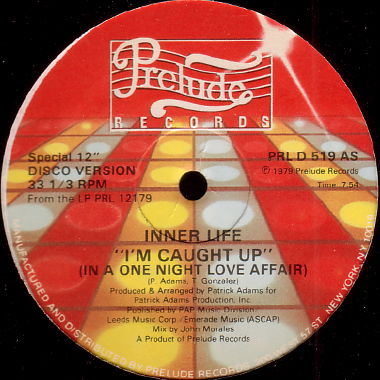 Prelude
RECORDS
Special 12"
DISCO VERSION
33 1/3 RPM
From the LP PRL 12179
PRL D 519 AS
℗ 1979 Prelude Records
Time: 7:54
INNER LIFE
"I'M CAUGHT UP"
(IN A ONE NIGHT LOVE AFFAIR)
(P. Adams, T. Gonzalez)
Produced & Arranged by Patrick Adams for
Patrick Adams Production, Inc.
Published by PAP Music Division
Leeds Music Corp - Emerade Music (ASCAP)
Mix by John Morales
A Product of Prelude Records
MANUFACTURED AND DISTRIBUTED BY PRELUDE RECORDS 57 ST. NEW YORK, NY